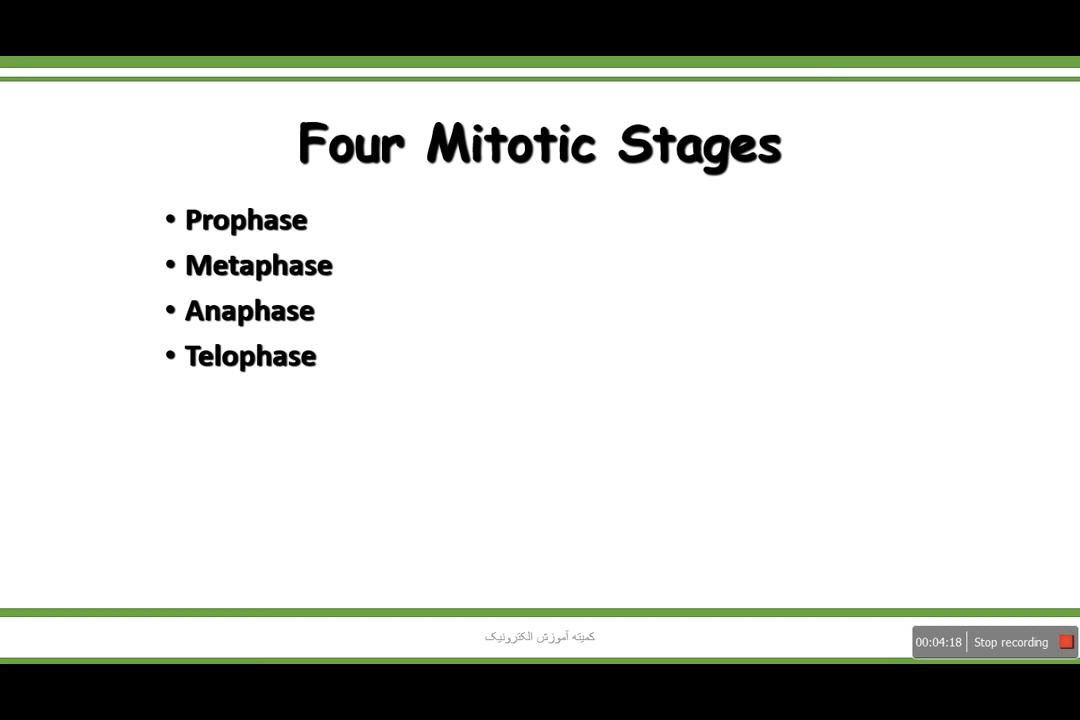 Four Mitotic Stages
• Prophase
• Metaphase
• Anaphase
• Telophase
کمیته آموزش الکترونیک
00:04:18 Stop recording